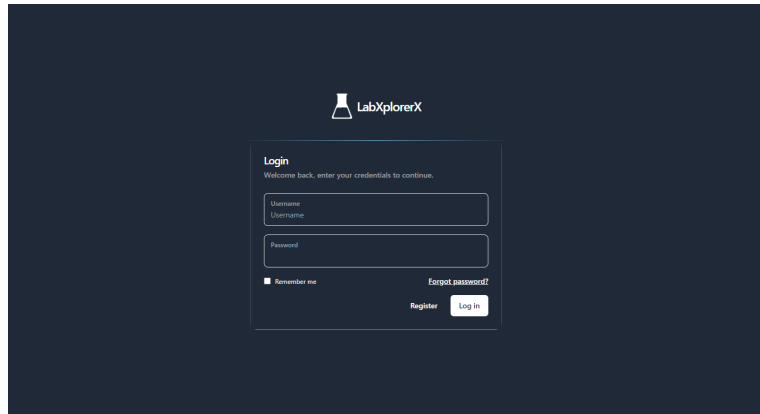 LabXplorerX
Login
Welcome back, enter your credentials to continue.
Username
Username
Password
Remember me Forgot password?
Register Log in